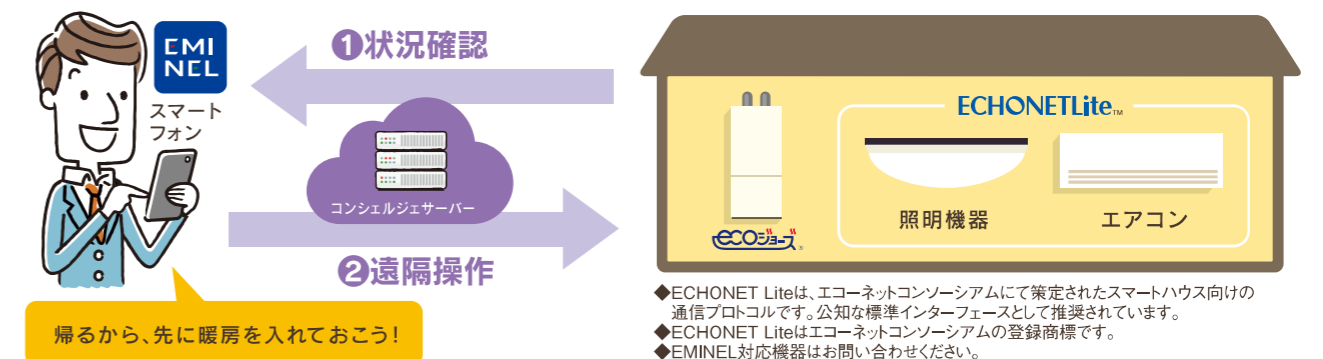 EMI
NEL
スマート
フォン
❶状況確認
コンシェルジェサーバー
❷遠隔操作
帰るから、先に暖房を入れておこう!
ECHONETLite™
照明機器
エアコン
ecoジョーズ®
◆ECHONET Liteは、エコーネットコンソーシアムにて策定されたスマートハウス向けの
通信プロトコルです。公知な標準インターフェースとして推奨されています。
◆ECHONET Liteはエコーネットコンソーシアムの登録商標です。
◆EMINEL対応機器はお問い合わせください。